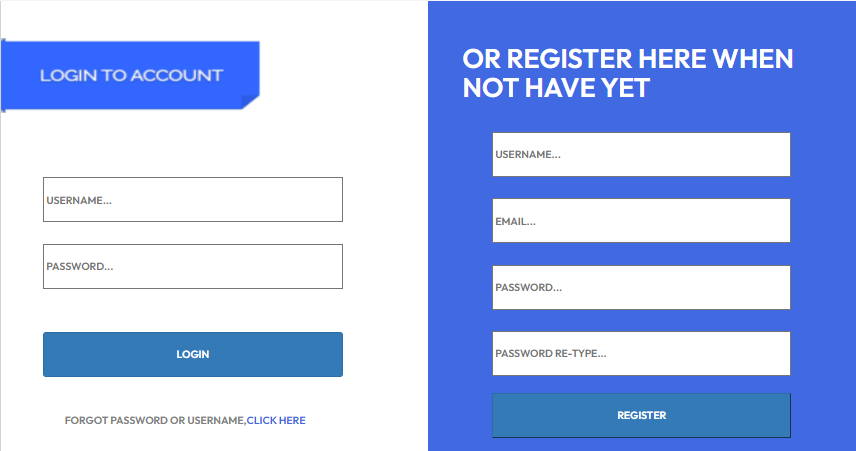 LOGIN TO ACCOUNT
USERNAME...
PASSWORD...
LOGIN
FORGOT PASSWORD OR USERNAME,CLICK HERE
OR REGISTER HERE WHEN
NOT HAVE YET
USERNAME...
EMAIL...
PASSWORD...
PASSWORD RE-TYPE...
REGISTER